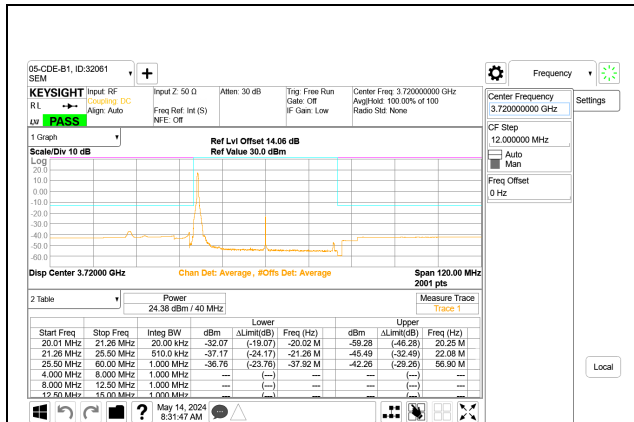 05-CDE-B1, ID:32061
SEM
+
Frequency
KEYSIGHT
RL
LXI PASS
Input: RF
Coupling: DC
Align: Auto
Input Z: 50 Ω
Freq Ref: Int (S)
NFE: Off
Atten: 30 dB
Trig: Free Run
Gate: Off
IF Gain: Low
Center Freq: 3.720000000 GHz
Avg|Hold: 100.00% of 100
Radio Std: None
Center Frequency
3.720000000 GHz
Settings
CF Step
12.000000 MHz
Auto
Man
Freq Offset
0 Hz
1 Graph
Scale/Div 10 dB
Ref Lvl Offset 14.06 dB
Ref Value 30.0 dBm
Log
20.0
10.0
0.00
-10.0
-20.0
-30.0
-40.0
-50.0
-60.0
Disp Center 3.72000 GHz
Chan Det: Average, #Offs Det: Average
Span 120.00 MHz
2001 pts
2 Table
Power
24.38 dBm / 40 MHz
Measure Trace
Trace 1
Lower Upper
Start Freq Stop Freq Integ BW dBm ΔLimit(dB) Freq (Hz) dBm ΔLimit(dB) Freq (Hz)
20.01 MHz 21.26 MHz 20.00 kHz -32.07 (-19.07) -20.02 M -59.28 (-46.28) 20.25 M
21.26 MHz 25.50 MHz 510.0 kHz -37.17 (-24.17) -21.26 M -45.49 (-32.49) 22.08 M
25.50 MHz 60.00 MHz 1.000 MHz -36.76 (-23.76) -37.92 M -42.26 (-29.26) 56.90 M
4.000 MHz 8.000 MHz 1.000 MHz --- (---) --- (---)
8.000 MHz 12.50 MHz 1.000 MHz --- (---) --- (---)
12.50 MHz 15.00 MHz 1.000 MHz --- (---) --- (---)
Local
?
May 14, 2024
8:31:47 AM